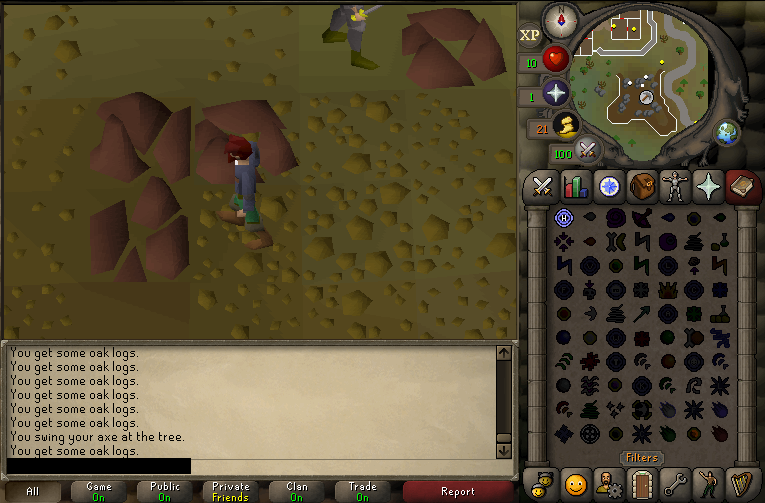 N
XP
10
1
21
100
H
You get some oak logs.
You get some oak logs.
You get some oak logs.
You get some oak logs.
You get some oak logs.
You get some oak logs.
You swing your axe at the tree.
You get some oak logs.
Filters
All
Game
On
Public
On
Private
Friends
Clan
On
Trade
On
Report